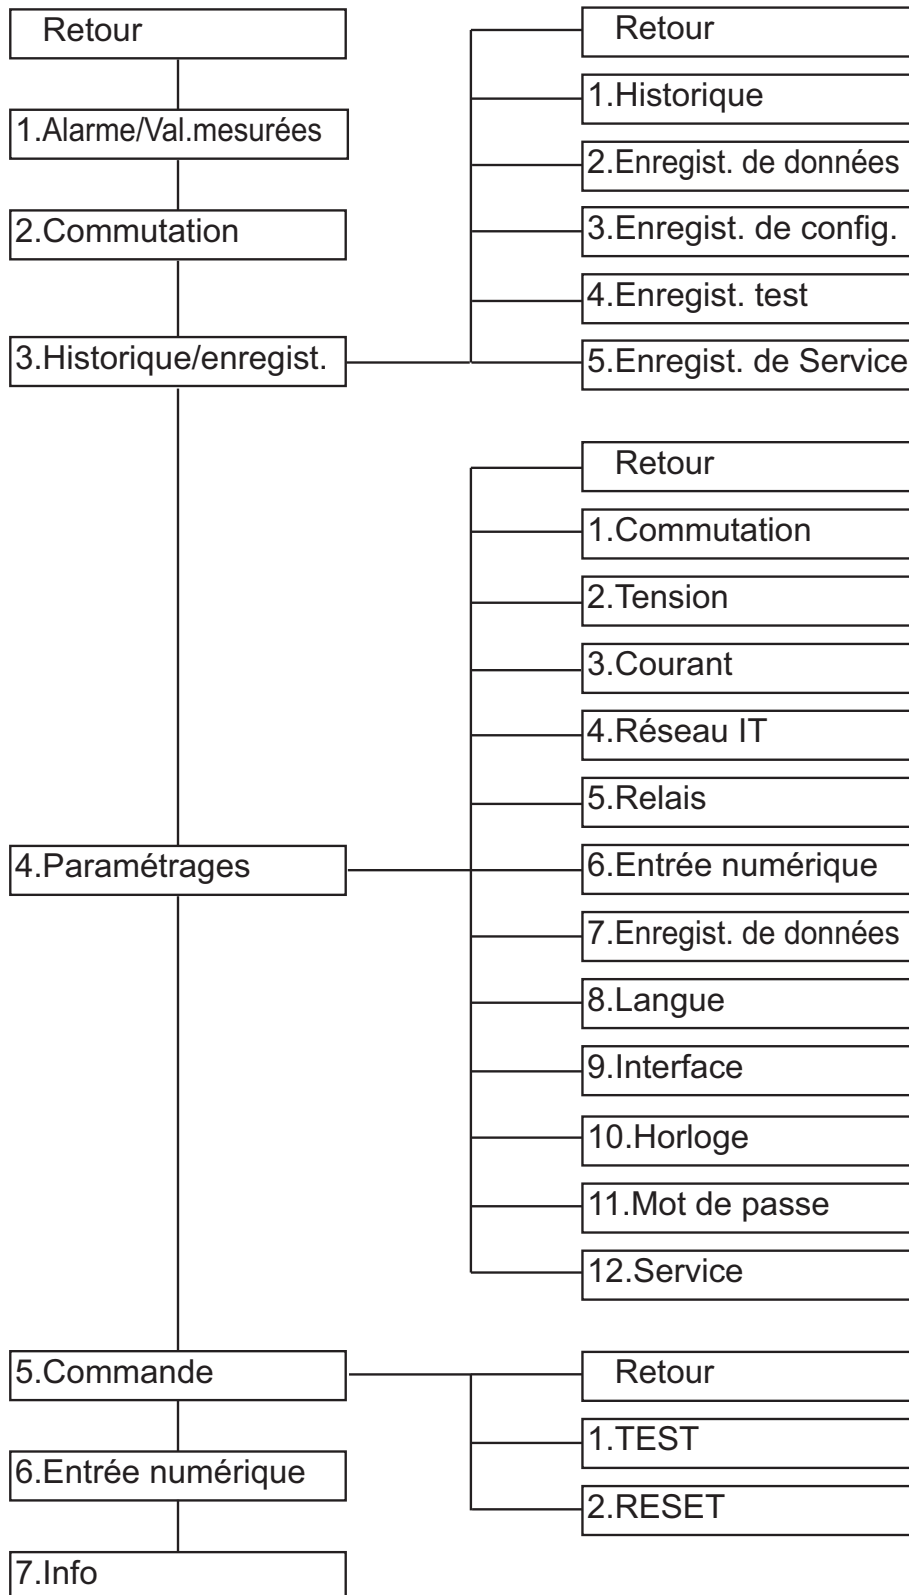 Retour
1.Alarme/Val.mesurées
2.Commutation
3.Historique/enregist.
Retour
1.Historique
2.Enregist. de données
3.Enregist. de config.
4.Enregist. test
5.Enregist. de Service
4.Paramétrages
Retour
1.Commutation
2.Tension
3.Courant
4.Réseau IT
5.Relais
6.Entrée numérique
7.Enregist. de données
8.Langue
9.Interface
10.Horloge
11.Mot de passe
12.Service
5.Commande
Retour
1.TEST
2.RESET
6.Entrée numérique
7.Info